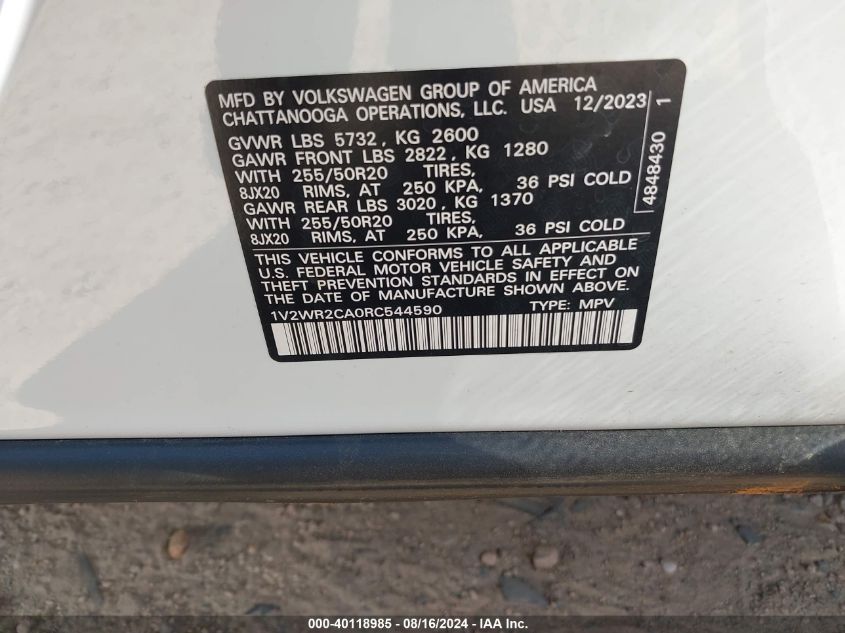 MFD BY VOLKSWAGEN GROUP OF AMERICA
CHATTANOOGA OPERATIONS, LLC. USA 12/2023
GVWR LBS 5732, KG 2600
GAWR FRONT LBS 2822, KG 1280
WITH 255/50R20 TIRES,
8JX20 RIMS, AT 250 KPA, 36 PSI COLD
GAWR REAR LBS 3020, KG 1370
WITH 255/50R20 TIRES,
8JX20 RIMS, AT 250 KPA, 36 PSI COLD
THIS VEHICLE CONFORMS TO ALL APPLICABLE
U.S. FEDERAL MOTOR VEHICLE SAFETY AND
THEFT PREVENTION STANDARDS IN EFFECT ON
THE DATE OF MANUFACTURE SHOWN ABOVE.
1V2WR2CA0RC544590 TYPE: MPV
4848430 1
000-40118985 - 08/16/2024 - IAA Inc.